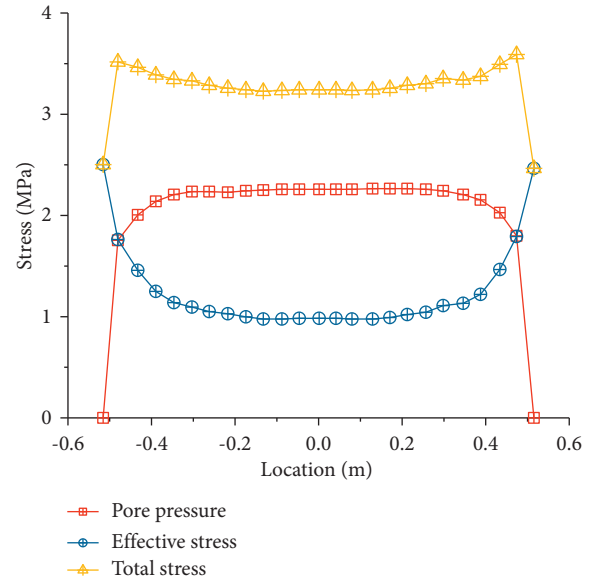 4
3
2
1
0
Stress (MPa)
-0.6 -0.4 -0.2 0.0 0.2 0.4 0.6
Location (m)
Pore pressure
Effective stress
Total stress